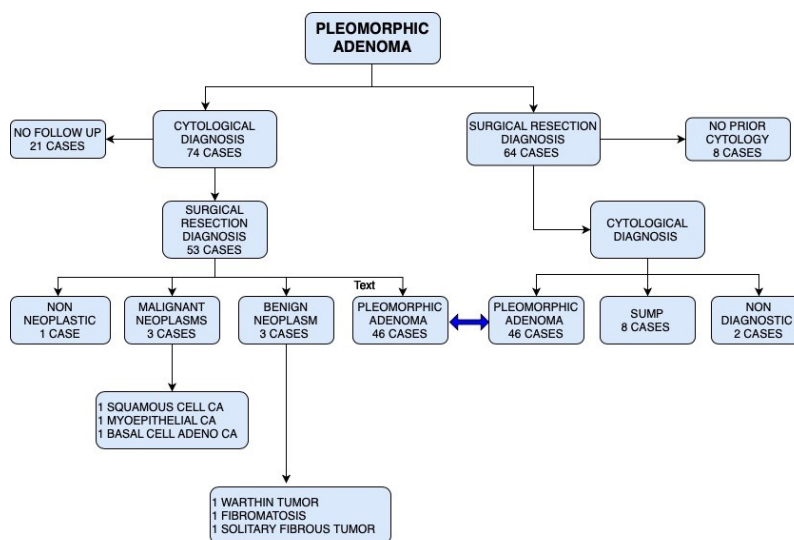 PLEOMORPHIC
ADENOMA
NO FOLLOW UP
21 CASES
CYTOLOGICAL
DIAGNOSIS
74 CASES
SURGICAL RESECTION
DIAGNOSIS
64 CASES
NO PRIOR
CYTOLOGY
8 CASES
SURGICAL
RESECTION
DIAGNOSIS
53 CASES
CYTOLOGICAL
DIAGNOSIS
Text
NON
NEOPLASTIC
1 CASE
MALIGNANT
NEOPLASMS
3 CASES
BENIGN
NEOPLASM
3 CASES
PLEOMORPHIC
ADENOMA
46 CASES
PLEOMORPHIC
ADENOMA
46 CASES
SUMP
8 CASES
NON
DIAGNOSTIC
2 CASES
1 SQUAMOUS CELL CA
1 MYOEPITHELIAL CA
1 BASAL CELL ADENO CA
1 WARTHIN TUMOR
1 FIBROMATOSIS
1 SOLITARY FIBROUS TUMOR